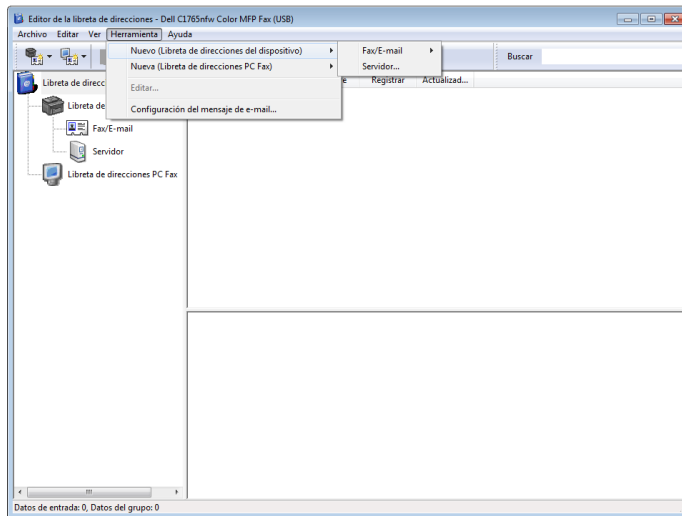 Editor de la libreta de direcciones - Dell C1765nfw Color MFP Fax (USB)
Archivo Editar Ver Herramienta Ayuda
Nuevo (Libreta de direcciones del dispositivo) Fax/E-mail
Nueva (Libreta de direcciones PC Fax) Servidor...
Editar...
Configuración del mensaje de e-mail...
Buscar
Libreta de direcc
Registrar Actualizad...
Libreta de
Fax/E-mail
Servidor
Libreta de direcciones PC Fax
Datos de entrada: 0, Datos del grupo: 0